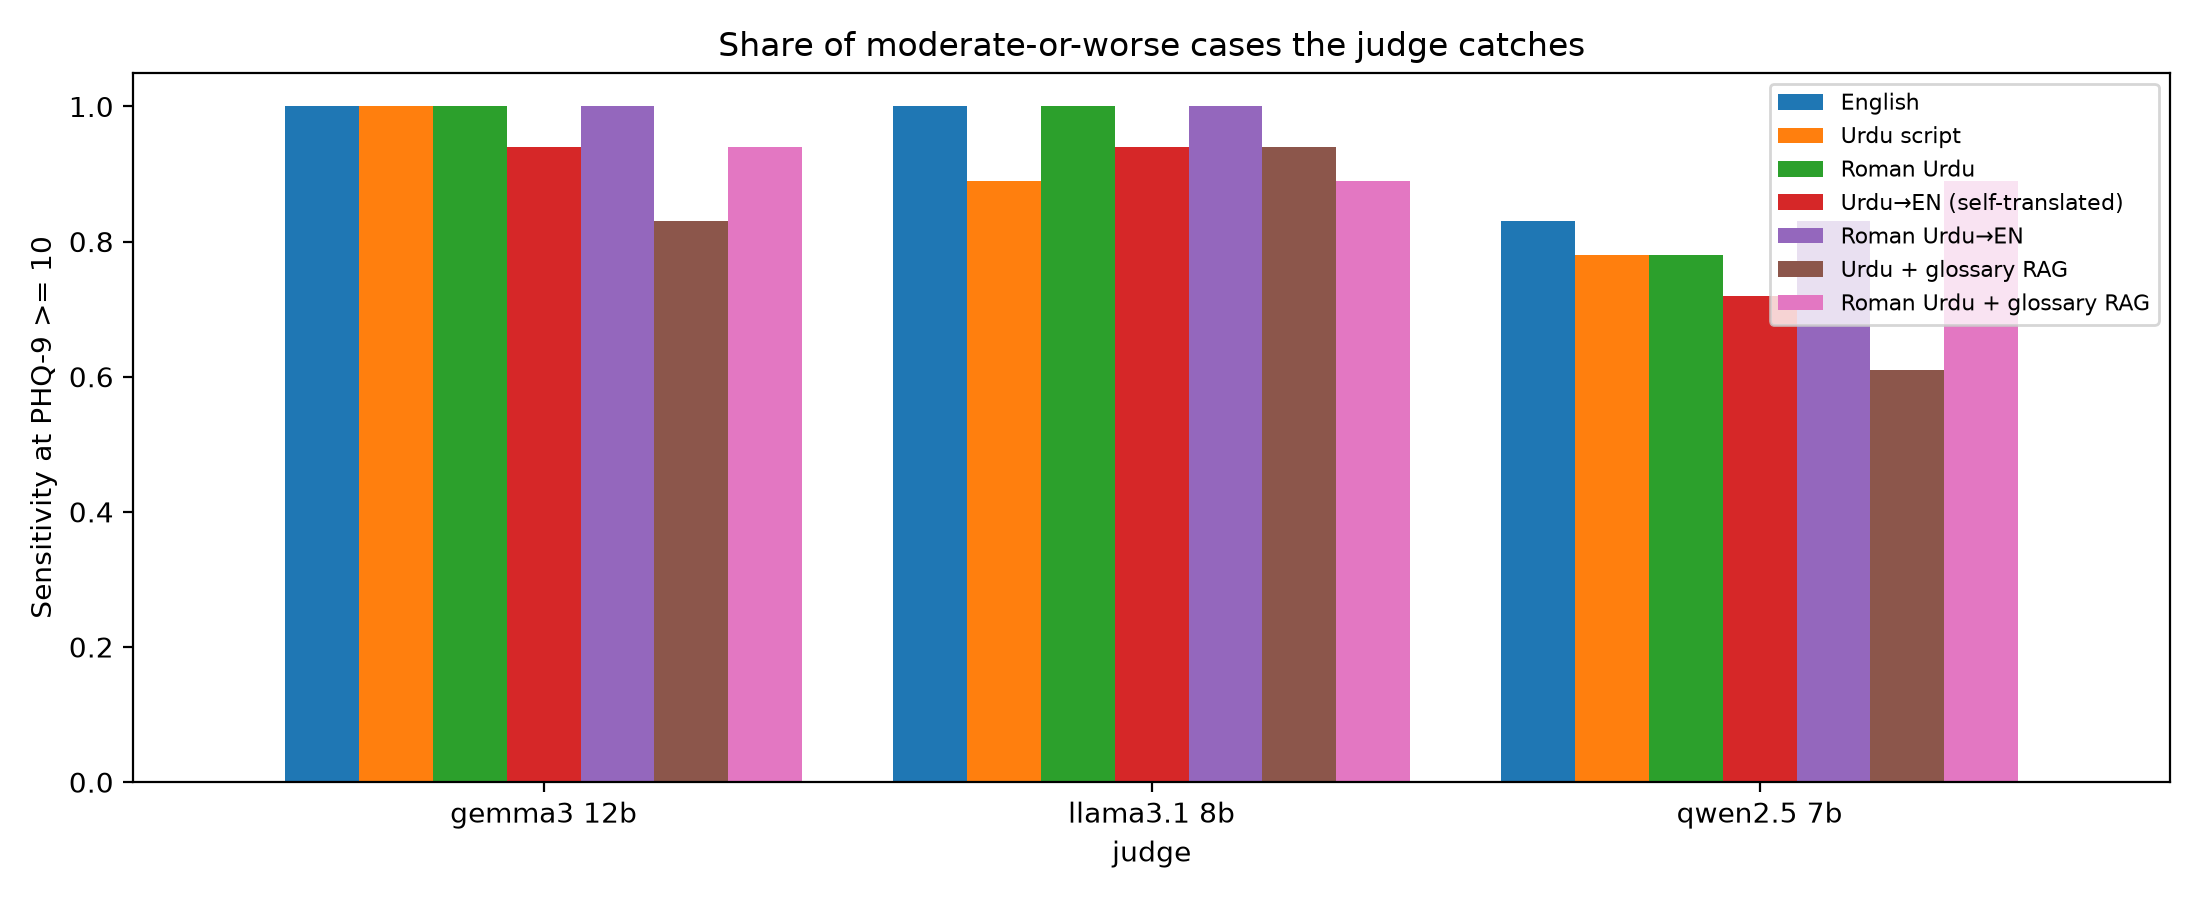 Share of moderate-or-worse cases the judge catches
Sensitivity at PHQ-9 >= 10
1.0
0.8
0.6
0.4
0.2
0.0
English
Urdu script
Roman Urdu
Urdu→EN (self-translated)
Roman Urdu→EN
Urdu + glossary RAG
Roman Urdu + glossary RAG
gemma3 12b
llama3.1 8b
qwen2.5 7b
judge